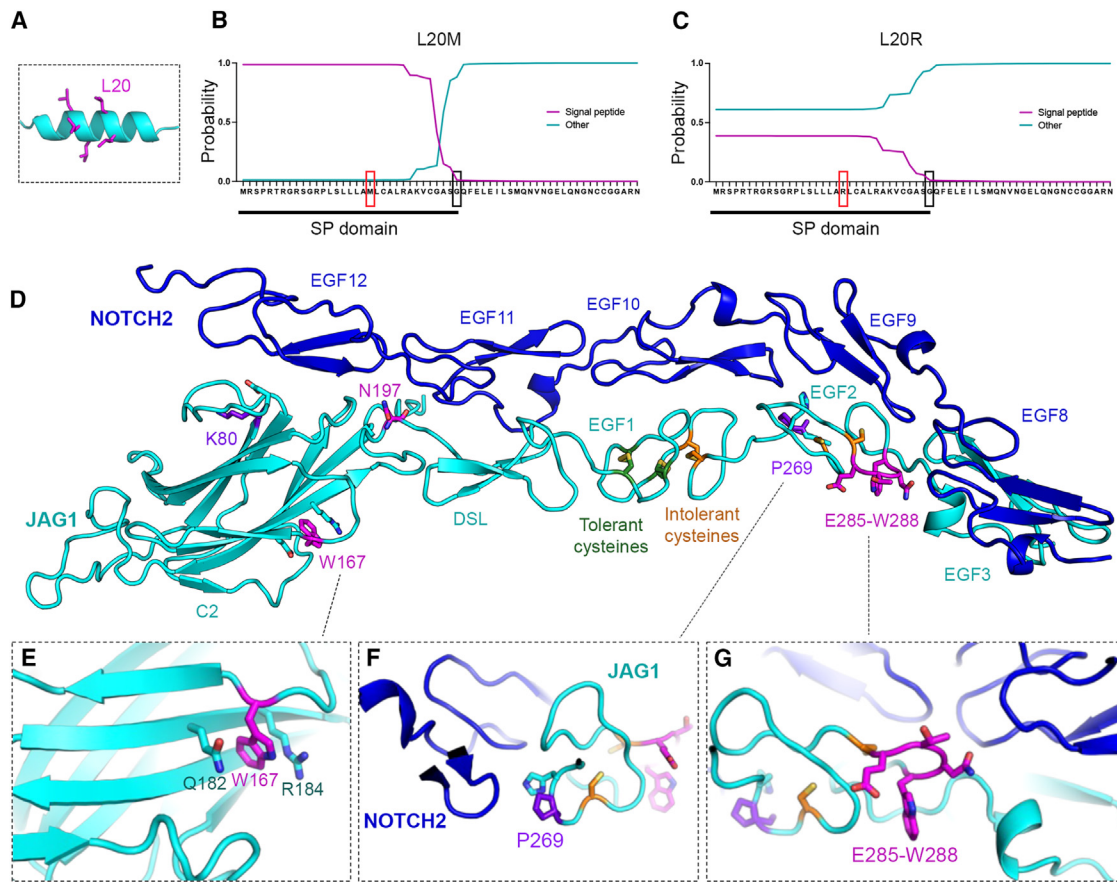 A
L20
B
L20M
Probability
1.0
0.5
0.0
Signal peptide
Other
MRSPRTRGRSGRPLSLLLAMLCALRAKVCGASGQFELEILSMQNVNGELQNGNCCGGARN
SP domain
C
L20R
Probability
1.0
0.5
0.0
Signal peptide
Other
MRSPRTRGRSGRPLSLLLARLCALRAKVCGASGQFELEILSMQNVNGELQNGNCCGGARN
SP domain
D
NOTCH2
EGF12
EGF11
EGF10
EGF9
EGF8
K80
N197
EGF1
EGF2
P269
JAG1
DSL
W167
Tolerant
cysteines
Intolerant
cysteines
E285-W288
EGF3
C2
E
Q182
W167
R184
F
JAG1
NOTCH2
P269
G
E285-W288